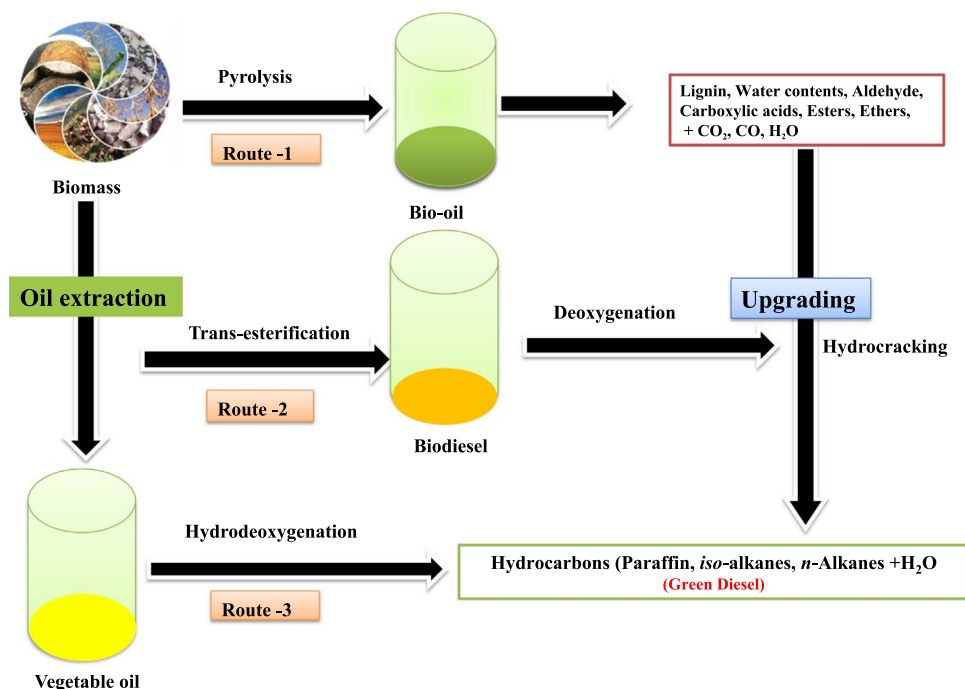 Pyrolysis
Route -1
Biomass
Bio-oil
Lignin, Water contents, Aldehyde,
Carboxylic acids, Esters, Ethers,
+ CO₂, CO, H₂O
Oil extraction
Trans-esterification
Route -2
Biodiesel
Deoxygenation
Upgrading
Hydrocracking
Hydrodeoxygenation
Route -3
Vegetable oil
Hydrocarbons (Paraffin, iso-alkanes, n-Alkanes +H₂O
(Green Diesel)